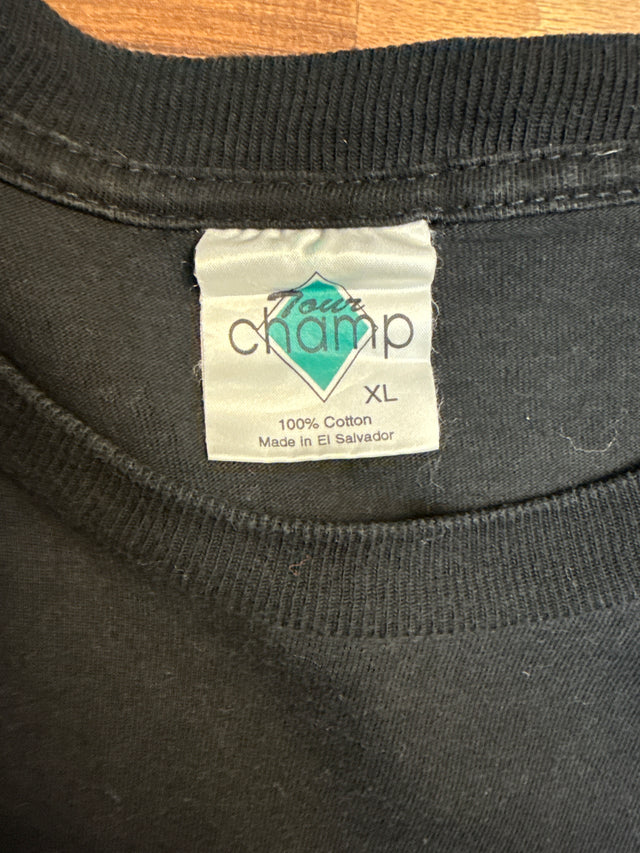 Tour
champ
XL
100% Cotton
Made in El Salvador